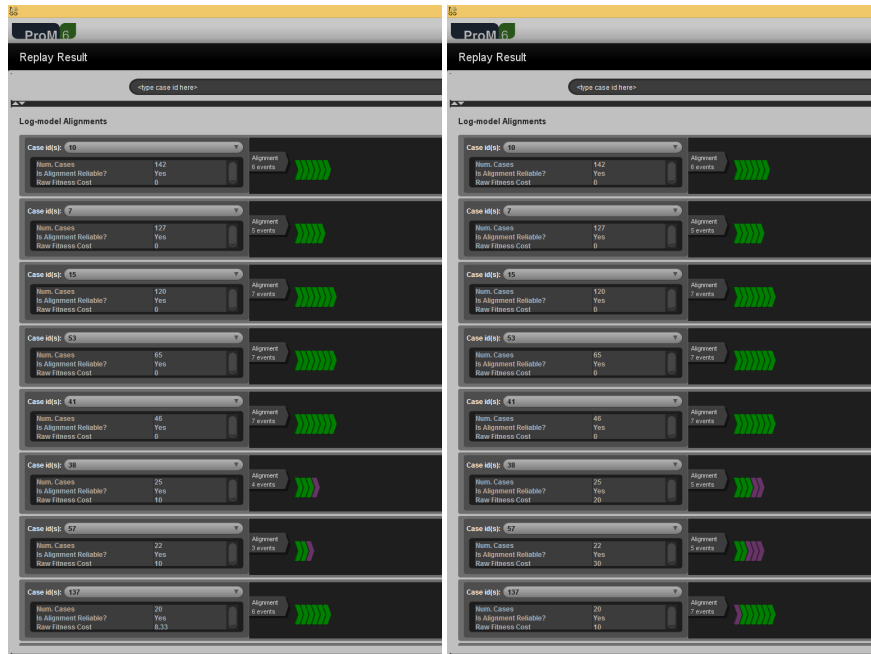 ProM 6
Replay Result
<type case id here>
Log-model Alignments
Case id(s): 10
Num. Cases 142
Is Alignment Reliable? Yes
Raw Fitness Cost 0
Alignment
6 events
Case id(s): 7
Num. Cases 127
Is Alignment Reliable? Yes
Raw Fitness Cost 0
Alignment
5 events
Case id(s): 15
Num. Cases 120
Is Alignment Reliable? Yes
Raw Fitness Cost 0
Alignment
7 events
Case id(s): 53
Num. Cases 65
Is Alignment Reliable? Yes
Raw Fitness Cost 0
Alignment
7 events
Case id(s): 41
Num. Cases 46
Is Alignment Reliable? Yes
Raw Fitness Cost 0
Alignment
7 events
Case id(s): 38
Num. Cases 25
Is Alignment Reliable? Yes
Raw Fitness Cost 10
Alignment
4 events
Case id(s): 57
Num. Cases 22
Is Alignment Reliable? Yes
Raw Fitness Cost 10
Alignment
3 events
Case id(s): 137
Num. Cases 20
Is Alignment Reliable? Yes
Raw Fitness Cost 8.33
Alignment
6 events
ProM 6
Replay Result
<type case id here>
Log-model Alignments
Case id(s): 10
Num. Cases 142
Is Alignment Reliable? Yes
Raw Fitness Cost 0
Alignment
6 events
Case id(s): 7
Num. Cases 127
Is Alignment Reliable? Yes
Raw Fitness Cost 0
Alignment
5 events
Case id(s): 15
Num. Cases 120
Is Alignment Reliable? Yes
Raw Fitness Cost 0
Alignment
7 events
Case id(s): 53
Num. Cases 65
Is Alignment Reliable? Yes
Raw Fitness Cost 0
Alignment
7 events
Case id(s): 41
Num. Cases 46
Is Alignment Reliable? Yes
Raw Fitness Cost 0
Alignment
7 events
Case id(s): 38
Num. Cases 25
Is Alignment Reliable? Yes
Raw Fitness Cost 20
Alignment
5 events
Case id(s): 57
Num. Cases 22
Is Alignment Reliable? Yes
Raw Fitness Cost 30
Alignment
5 events
Case id(s): 137
Num. Cases 20
Is Alignment Reliable? Yes
Raw Fitness Cost 10
Alignment
7 events